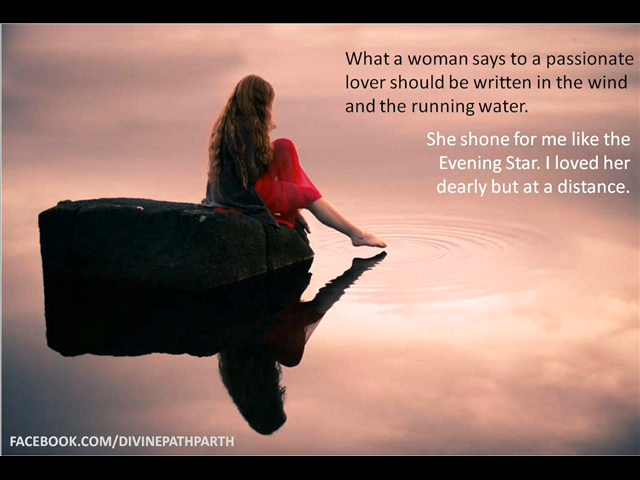 What a woman says to a passionate
lover should be written in the wind
and the running water.
She shone for me like the
Evening Star. I loved her
dearly but at a distance.
FACEBOOK.COM/DIVINEPATHPARTH